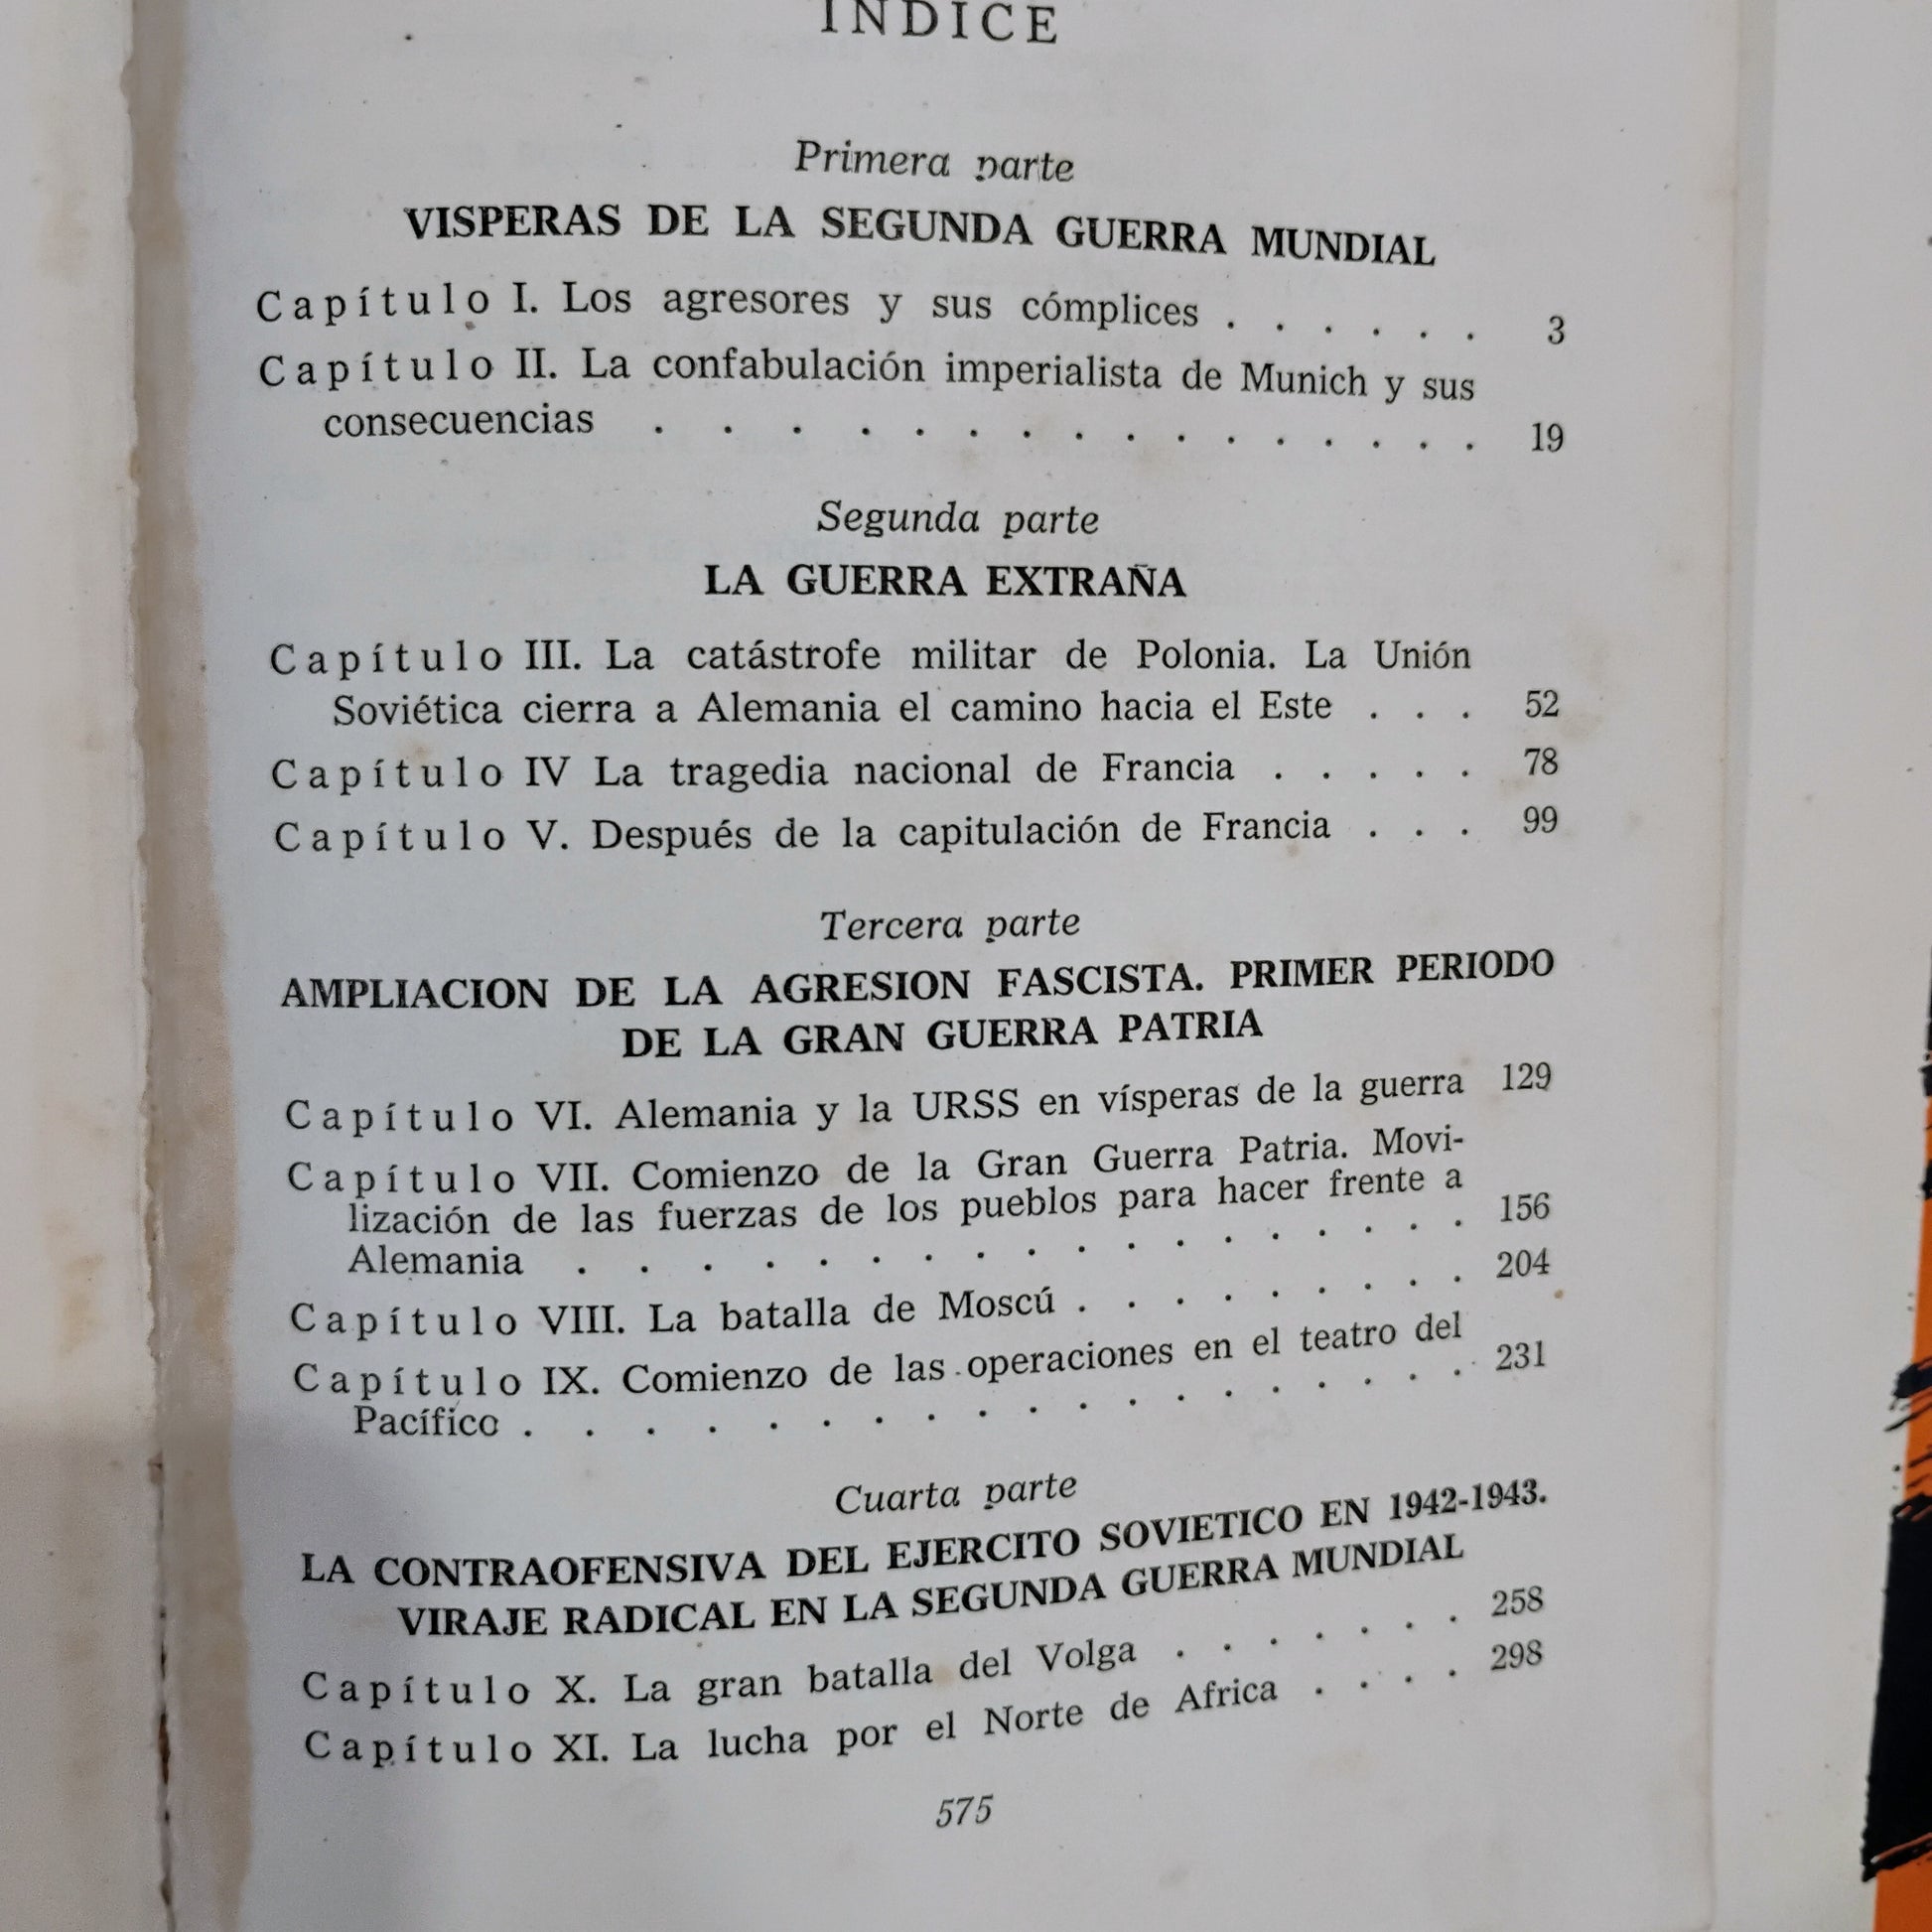 INDICE
Primera parte
VISPERAS DE LA SEGUNDA GUERRA MUNDIAL
Capítulo I. Los agresores y sus cómplices . . . . . . 3
Capítulo II. La confabulación imperialista de Munich y sus
consecuencias . . . . . . . . . . . . . . . . 19
Segunda parte
LA GUERRA EXTRAÑA
Capítulo III. La catástrofe militar de Polonia. La Unión
Soviética cierra a Alemania el camino hacia el Este . . . 52
Capítulo IV La tragedia nacional de Francia . . . . . 78
Capítulo V. Después de la capitulación de Francia . . . 99
Tercera parte
AMPLIACION DE LA AGRESION FASCISTA. PRIMER PERIODO
DE LA GRAN GUERRA PATRIA
Capítulo VI. Alemania y la URSS en vísperas de la guerra 129
Capítulo VII. Comienzo de la Gran Guerra Patria. Movi-
lización de las fuerzas de los pueblos para hacer frente a
Alemania . . . . . . . . . . . . . . . . . 156
Capítulo VIII. La batalla de Moscú . . . . . . . . . 204
Capítulo IX. Comienzo de las operaciones en el teatro del
Pacífico . . . . . . . . . . . . . . . . . . 231
Cuarta parte
LA CONTRAOFENSIVA DEL EJERCITO SOVIETICO EN 1942-1943.
VIRAJE RADICAL EN LA SEGUNDA GUERRA MUNDIAL
Capítulo X. La gran batalla del Volga . . . . . . . 258
Capítulo XI. La lucha por el Norte de Africa . . . . 298
575